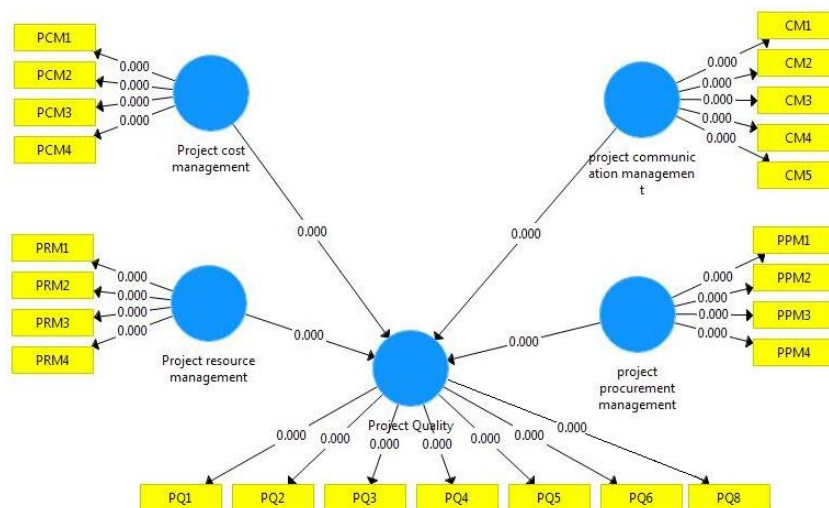 PCM1
0.000
PCM2
0.000
PCM3
0.000
PCM4
0.000
Project cost
management
CM1
0.000
CM2
0.000
CM3
0.000
CM4
0.000
CM5
0.000
project communic
ation managemen
t
0.000
0.000
PRM1
0.000
PRM2
0.000
PRM3
0.000
PRM4
0.000
Project resource
management
0.000
PPM1
0.000
PPM2
0.000
PPM3
0.000
PPM4
0.000
project
procurement
management
0.000
Project Quality
0.000
0.000
0.000
0.000
0.000
0.000
0.000
PQ1
PQ2
PQ3
PQ4
PQ5
PQ6
PQ8